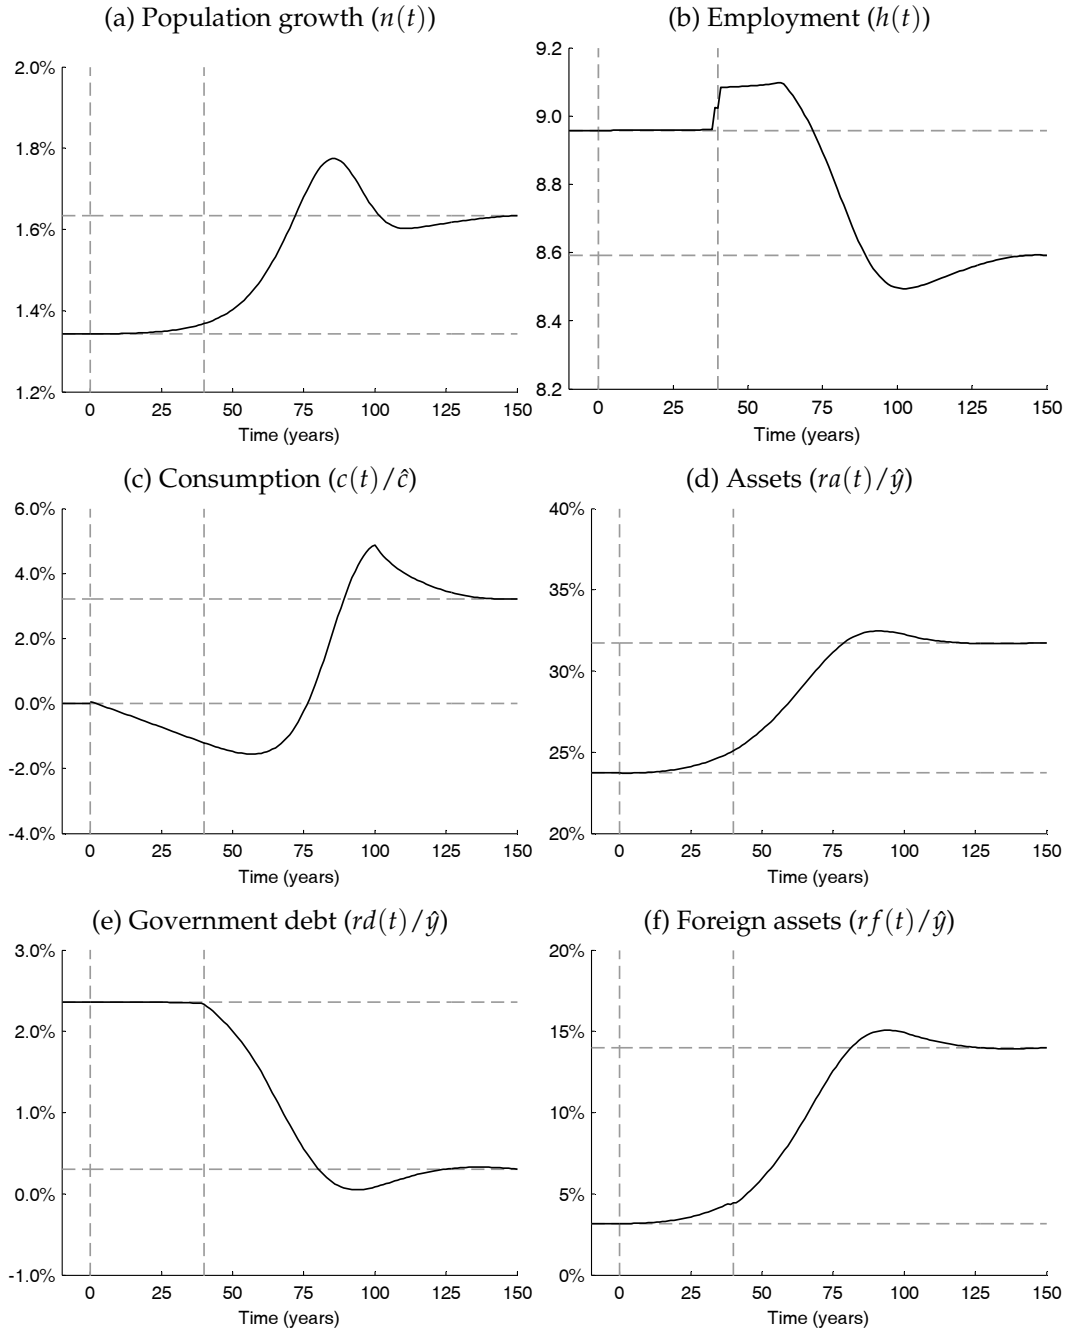 (a) Population growth (n(t))
2.0%
1.8%
1.6%
1.4%
1.2%
0 25 50 75 100 125 150
Time (years)
(b) Employment (h(t))
9.2
9.0
8.8
8.6
8.4
8.2
0 25 50 75 100 125 150
Time (years)
(c) Consumption (c(t)/ĉ)
6.0%
4.0%
2.0%
0.0%
-2.0%
-4.0%
0 25 50 75 100 125 150
Time (years)
(d) Assets (ra(t)/ŷ)
40%
35%
30%
25%
20%
0 25 50 75 100 125 150
Time (years)
(e) Government debt (rd(t)/ŷ)
3.0%
2.0%
1.0%
0.0%
-1.0%
0 25 50 75 100 125 150
Time (years)
(f) Foreign assets (rf(t)/ŷ)
20%
15%
10%
5%
0%
0 25 50 75 100 125 150
Time (years)